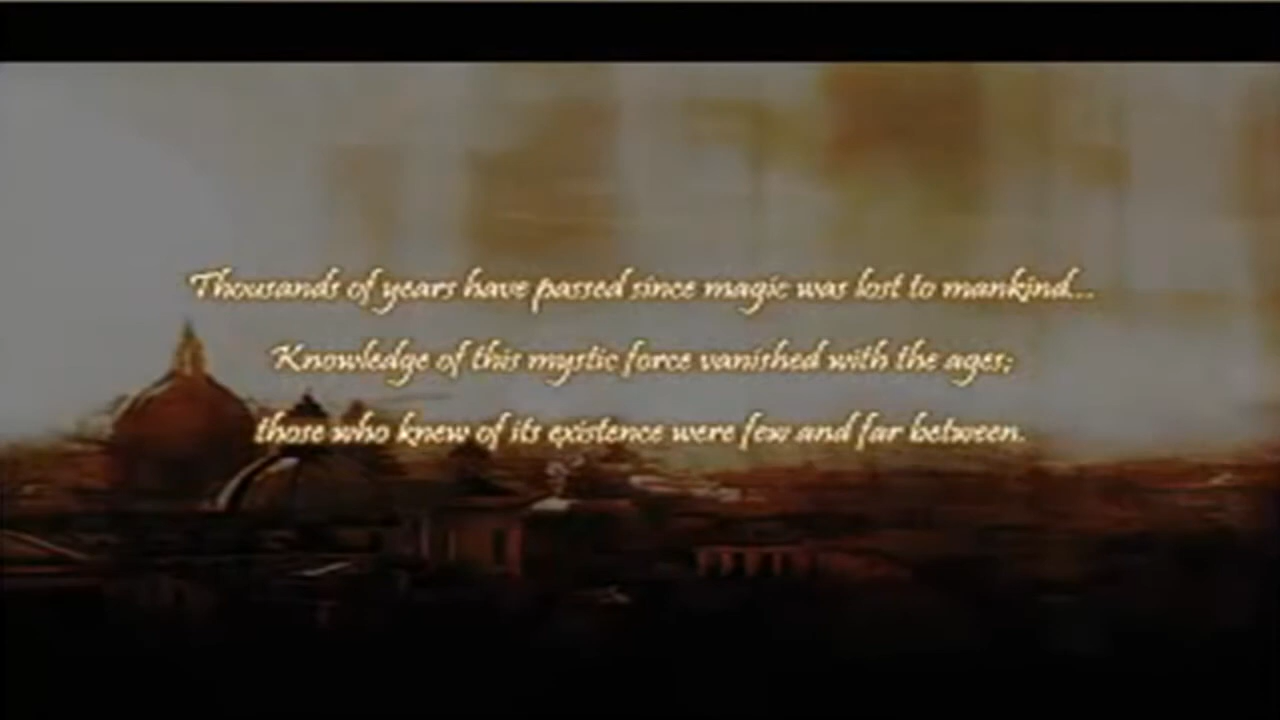 Thousands of years have passed since magic was lost to mankind...
Knowledge of this mystic force vanished with the ages;
those who knew of its existence were few and far between.